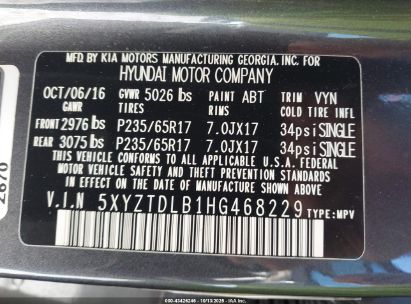 MFD. BY KIA MOTORS MANUFACTURING GEORGIA, INC. FOR
HYUNDAI MOTOR COMPANY
OCT/06/16 GVWR 5026 lbs PAINT ABT TRIM VYN
GAWR TIRES RIMS COLD TIRE INFL
FRONT 2976 lbs P235/65R17 7.0JX17 34psi SINGLE
REAR 3075 lbs P235/65R17 7.0JX17 34psi SINGLE
THIS VEHICLE CONFORMS TO ALL APPLICABLE U.S.A. FEDERAL
MOTOR VEHICLE SAFETY STANDARDS IN EFFECT ON THE
DATE OF MANUFACTURE SHOWN ABOVE.
V.I.N 5XYZTDLB1HG468229 TYPE: MPV